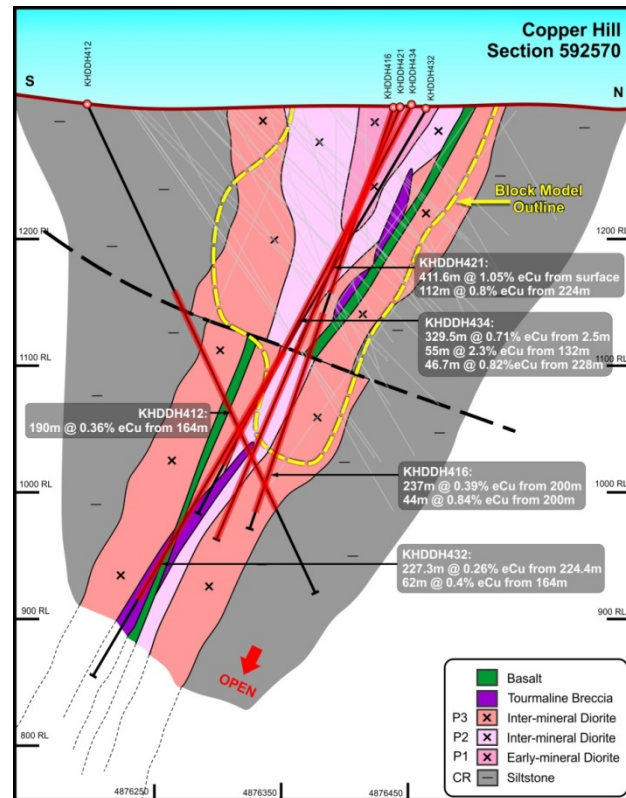 Copper Hill
Section 592570
KHDDH412
KHDDH416
KHDDH421
KHDDH434
KHDDH432
S
N
Block Model
Outline
1200 RL
1200 RL
KHDDH421:
411.6m @ 1.05% eCu from surface
112m @ 0.8% eCu from 224m
KHDDH434:
329.5m @ 0.71% eCu from 2.5m
55m @ 2.3% eCu from 132m
46.7m @ 0.82%eCu from 228m
1100 RL
1100 RL
KHDDH412:
190m @ 0.36% eCu from 164m
KHDDH416:
237m @ 0.39% eCu from 200m
44m @ 0.84% eCu from 200m
1000 RL
1000 RL
KHDDH432:
227.3m @ 0.26% eCu from 224.4m
62m @ 0.4% eCu from 164m
900 RL
900 RL
OPEN
Basalt
Tourmaline Breccia
P3 Inter-mineral Diorite
P2 Inter-mineral Diorite
P1 Early-mineral Diorite
CR Siltstone
800 RL
4876250
4876350
4876450